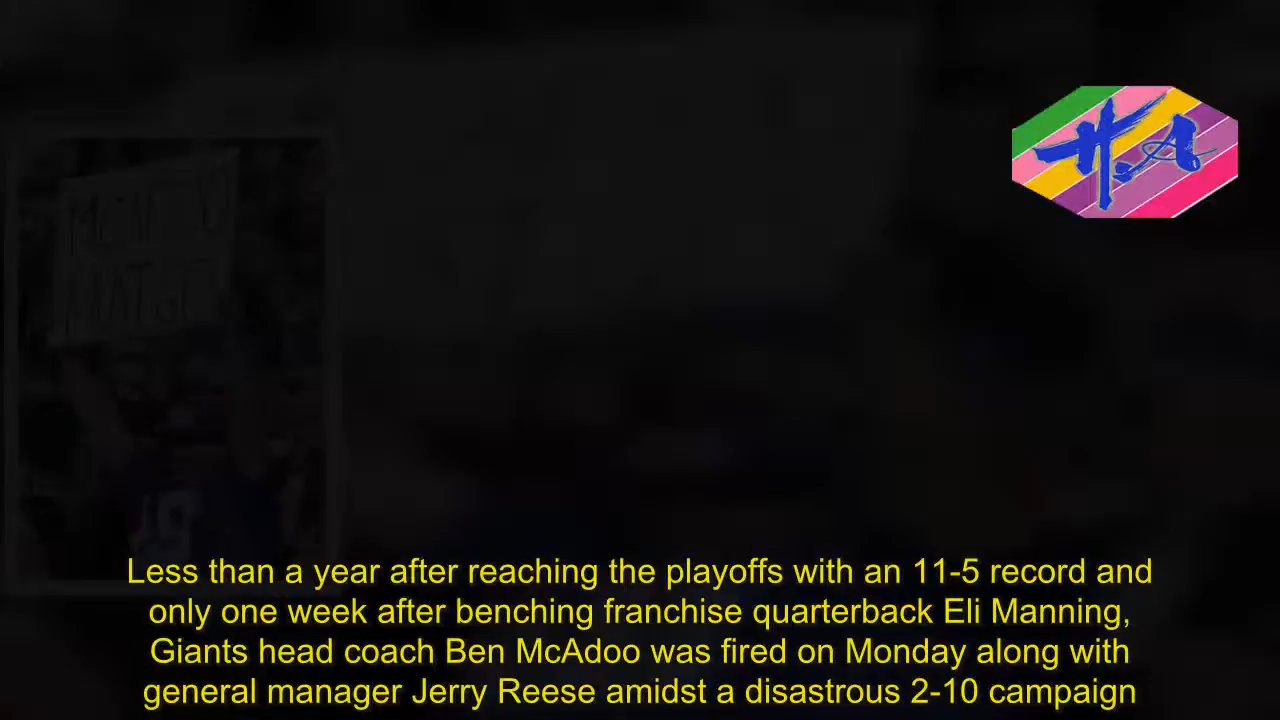 H.A
Less than a year after reaching the playoffs with an 11-5 record and
only one week after benching franchise quarterback Eli Manning,
Giants head coach Ben McAdoo was fired on Monday along with
general manager Jerry Reese amidst a disastrous 2-10 campaign